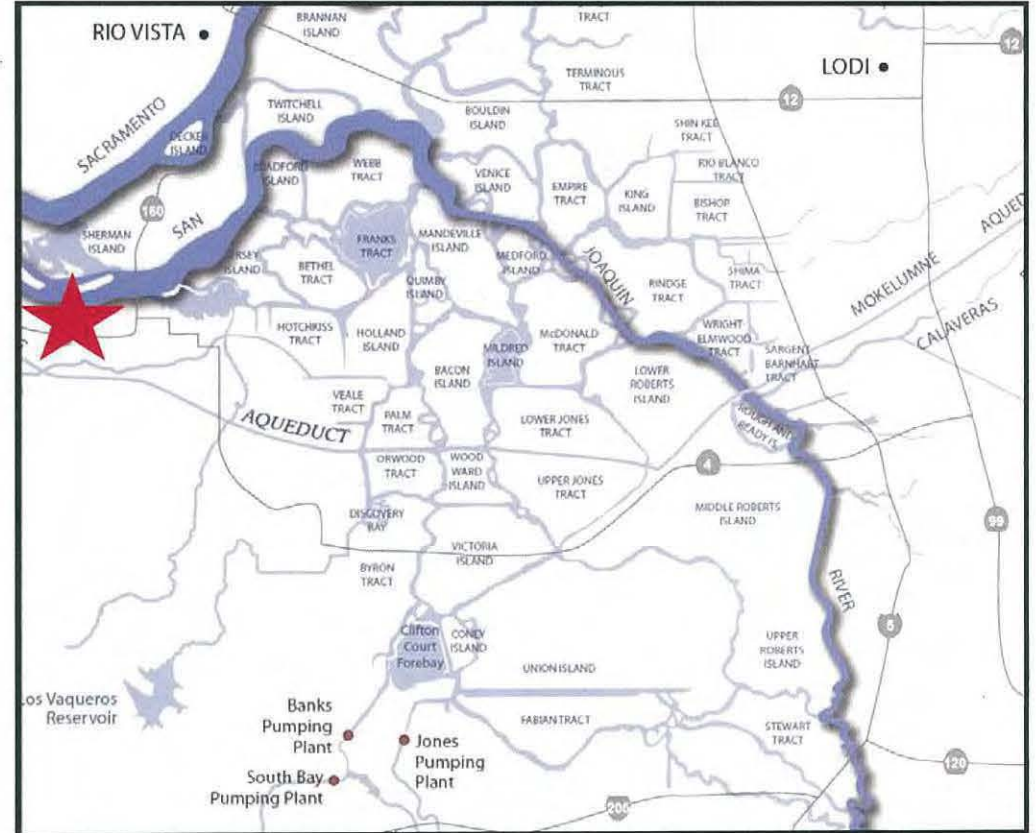 BRANNAN
ISLAND
TRACT
RIO VISTA
LODI
12
TERMINOUS
TRACT
12
TWITCHELL
ISLAND
BOULDIN
ISLAND
SACRAMENTO
DECKER
ISLAND
SHIN KEE
TRACT
BRADFORD
ISLAND
WEBB
TRACT
VENICE
ISLAND
EMPIRE
TRACT
KING
ISLAND
RIO BLANCO
TRACT
BISHOP
TRACT
160
SAN
SHERMAN
ISLAND
FRANKS
TRACT
MANDEVILLE
ISLAND
MEDFORD
ISLAND
JOAQUIN
RINDGE
TRACT
SHIMA
TRACT
BETHEL
TRACT
QUIMBY
ISLAND
MOKELUMNE
CALAVERAS
HOTCHKISS
TRACT
HOLLAND
ISLAND
MILDRED
ISLAND
McDONALD
TRACT
WRIGHT
ELMWOOD
TRACT
SARGENT
BARNHART
TRACT
BACON
ISLAND
LOWER
ROBERTS
ISLAND
VEALE
TRACT
PALM
TRACT
AQUEDUCT
LOWER JONES
TRACT
ROUGH AND
READY IS.
ORWOOD
TRACT
WOOD
WARD
ISLAND
UPPER JONES
TRACT
4
MIDDLE ROBERTS
ISLAND
99
DISCOVERY
BAY
VICTORIA
ISLAND
BYRON
TRACT
RIVER
5
Clifton
Court
Forebay
CONEY
ISLAND
UNION ISLAND
UPPER
ROBERTS
ISLAND
Los Vaqueros
Reservoir
Banks
Pumping
Plant
Jones
Pumping
Plant
FABIAN TRACT
STEWART
TRACT
120
South Bay
Pumping Plant
205